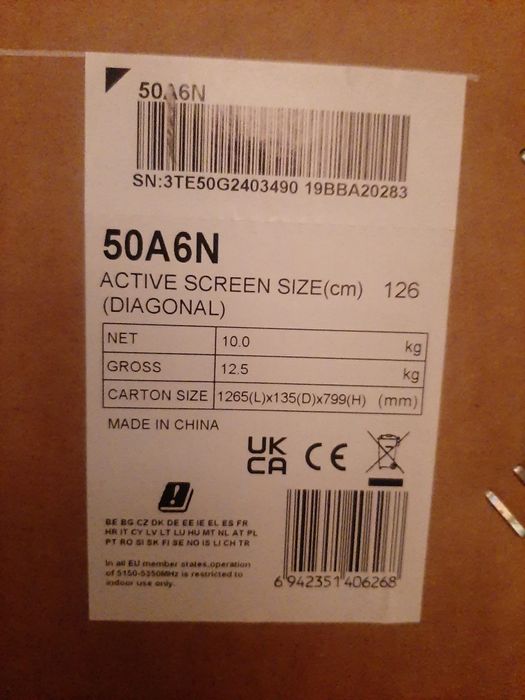 50A6N
SN:3TE50G2403490 19BBA20283
50A6N
ACTIVE SCREEN SIZE(cm) 126
(DIAGONAL)
NET 10.0 kg
GROSS 12.5 kg
CARTON SIZE 1265(L)x135(D)x799(H) (mm)
MADE IN CHINA
UK
CA CE
BE BG CZ DK DE EE IE EL ES FR
HR IT CY LV LT LU HU MT NL AT PL
PT RO SI SK FI SE NO IS LI CH TR
In all EU member states,operation
of 5150-5350MHz is restricted to
indoor use only.
6 942351 406268